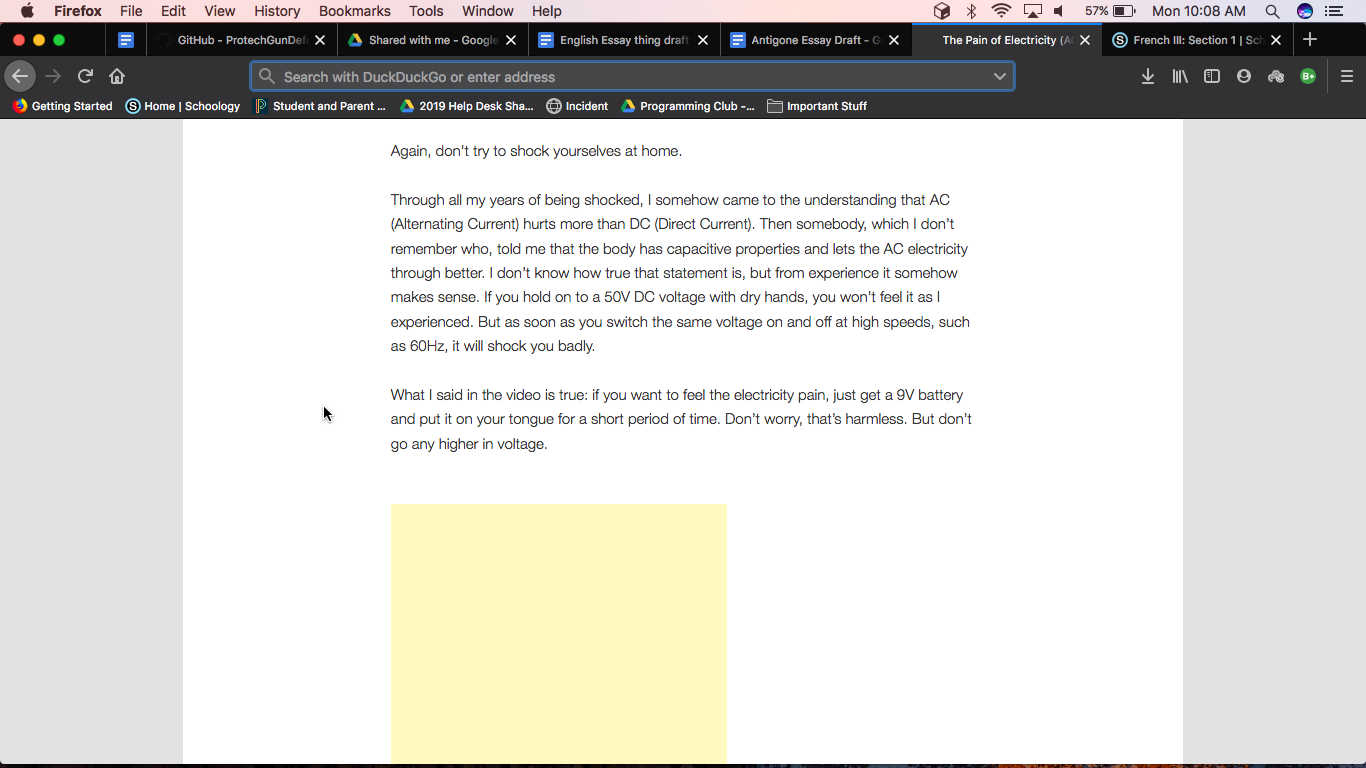 Firefox File Edit View History Bookmarks Tools Window Help 57% Mon 10:08 AM
GitHub - ProtechGunDef Shared with me - Google English Essay thing draft Antigone Essay Draft - G The Pain of Electricity (A French III: Section 1 | Sch
Search with DuckDuckGo or enter address B+
Getting Started Home | Schoology Student and Parent ... 2019 Help Desk Sha... Incident Programming Club -... Important Stuff
Again, don't try to shock yourselves at home.
Through all my years of being shocked, I somehow came to the understanding that AC
(Alternating Current) hurts more than DC (Direct Current). Then somebody, which I don't
remember who, told me that the body has capacitive properties and lets the AC electricity
through better. I don't know how true that statement is, but from experience it somehow
makes sense. If you hold on to a 50V DC voltage with dry hands, you won't feel it as I
experienced. But as soon as you switch the same voltage on and off at high speeds, such
as 60Hz, it will shock you badly.
What I said in the video is true: if you want to feel the electricity pain, just get a 9V battery
and put it on your tongue for a short period of time. Don't worry, that's harmless. But don't
go any higher in voltage.